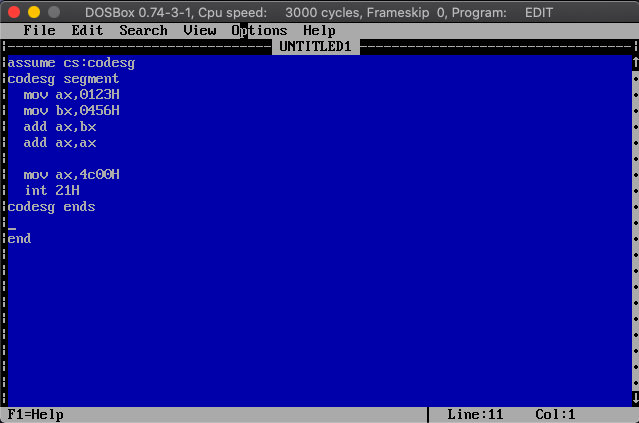 DOSBox 0.74-3-1, Cpu speed: 3000 cycles, Frameskip 0, Program: EDIT
File Edit Search View Options Help
UNTITLED1
assume cs:codesg
codesg segment
mov ax,0123H
mov bx,0456H
add ax,bx
add ax,ax
mov ax,4c00H
int 21H
codesg ends
end
F1=Help Line:11 Col:1